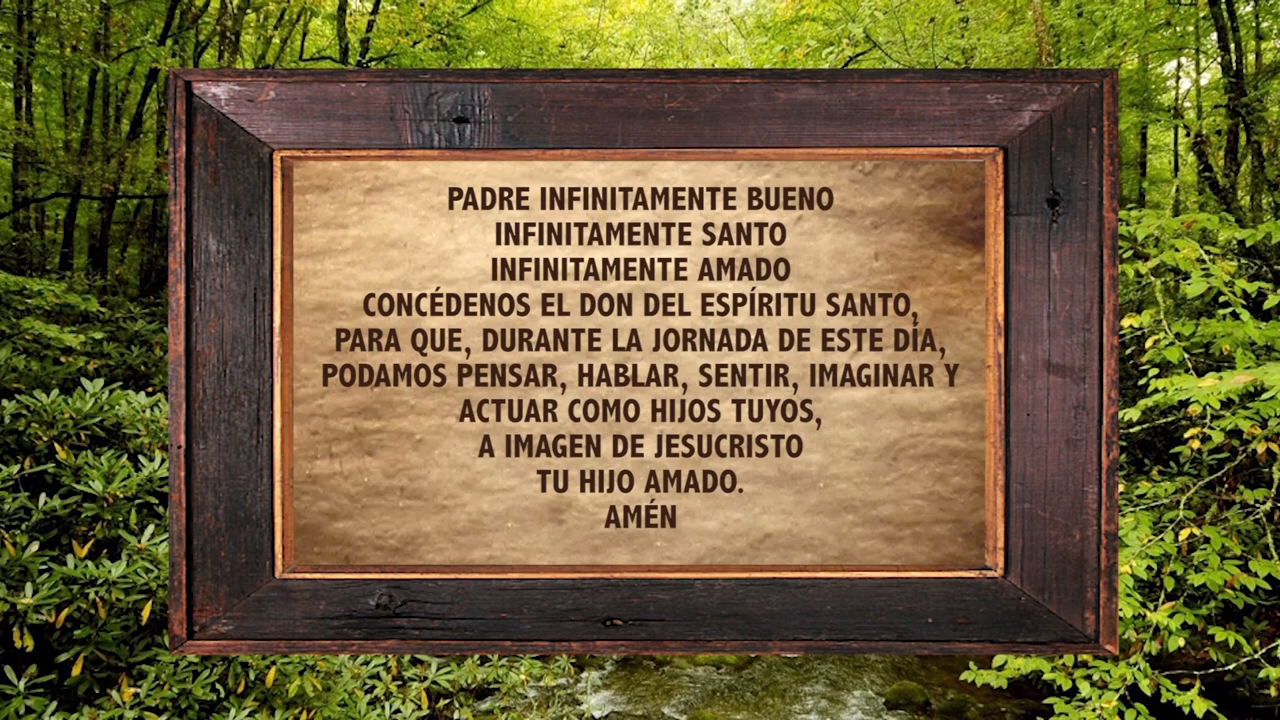 PADRE INFINITAMENTE BUENO
INFINITAMENTE SANTO
INFINITAMENTE AMADO
CONCÉDENOS EL DON DEL ESPÍRITU SANTO,
PARA QUE, DURANTE LA JORNADA DE ESTE DÍA,
PODAMOS PENSAR, HABLAR, SENTIR, IMAGINAR Y
ACTUAR COMO HIJOS TUYOS,
A IMAGEN DE JESUCRISTO
TU HIJO AMADO.
AMÉN